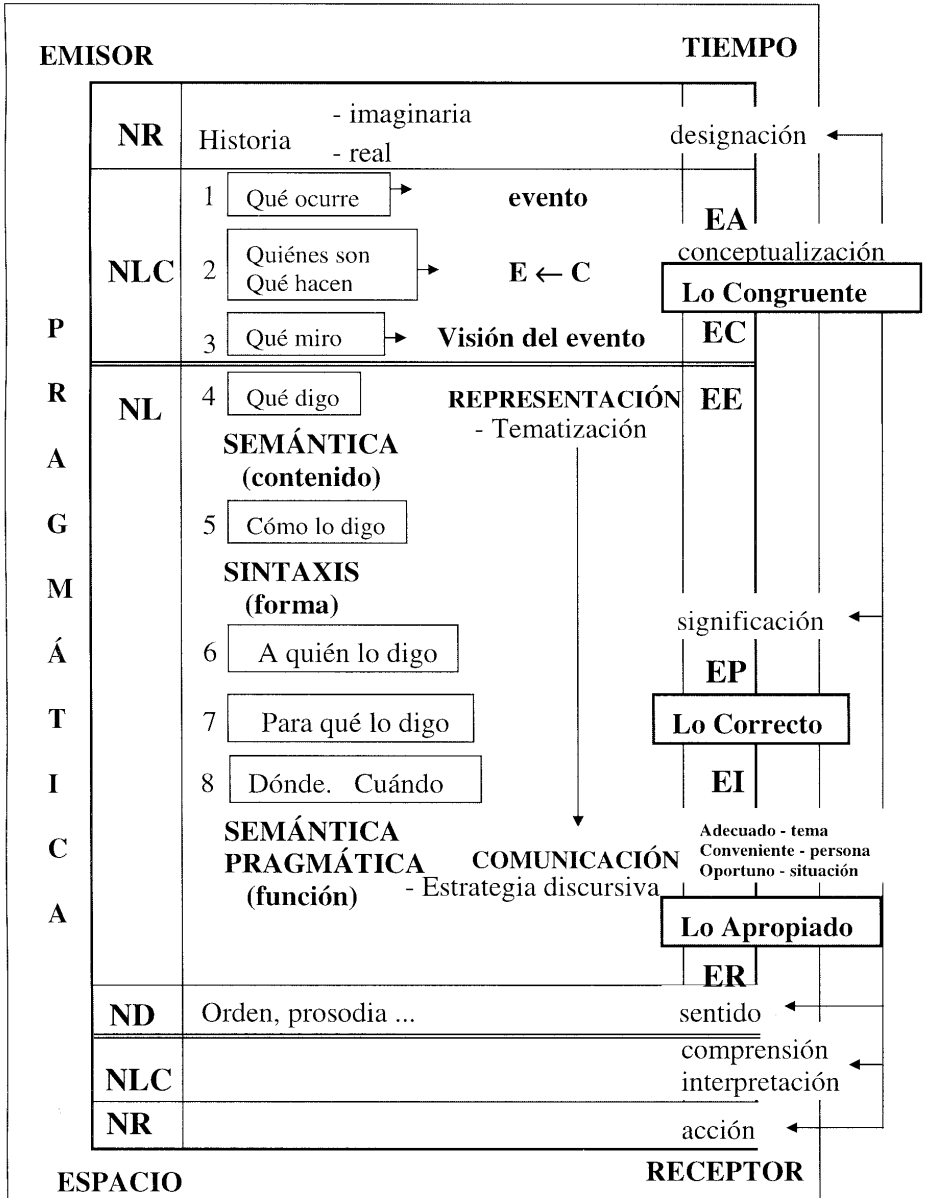 EMISOR
TIEMPO
NR
Historia
- imaginaria
- real
designación
NLC
1 Qué ocurre
evento
EA
conceptualización
2 Quiénes son
Qué hacen
E ← C
Lo Congruente
3 Qué miro
Visión del evento
EC
P
R
A
G
M
Á
T
I
C
A
NL
4 Qué digo
REPRESENTACIÓN
- Tematización
EE
SEMÁNTICA
(contenido)
5 Cómo lo digo
SINTAXIS
(forma)
significación
6 A quién lo digo
EP
7 Para qué lo digo
Lo Correcto
8 Dónde. Cuándo
EI
SEMÁNTICA
PRAGMÁTICA
(función)
COMUNICACIÓN
- Estrategia discursiva
Adecuado - tema
Conveniente - persona
Oportuno - situación
Lo Apropiado
ER
ND
Orden, prosodia ...
sentido
NLC
comprensión
interpretación
NR
acción
ESPACIO
RECEPTOR